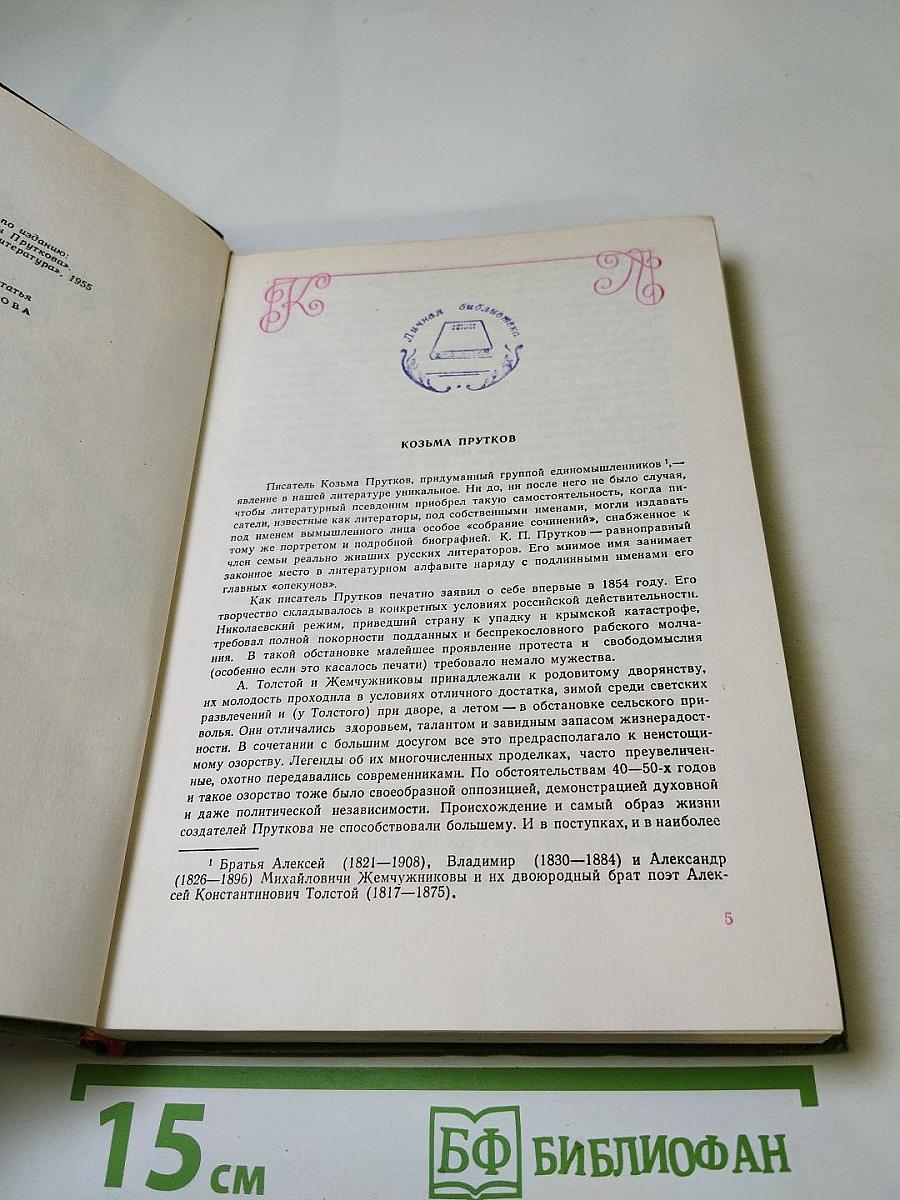 по изданию:
Пруткова».
литература», 1955
статья
ОВА
К П
Личная библиотека
КОЗЬМА ПРУТКОВ
Писатель Козьма Прутков, придуманный группой единомышленников ¹,—
явление в нашей литературе уникальное. Ни до, ни после него не было случая,
чтобы литературный псевдоним приобрел такую самостоятельность, когда пи-
сатели, известные как литераторы, под собственными именами, могли издавать
под именем вымышленного лица особое «собрание сочинений», снабженное к
тому же портретом и подробной биографией. К. П. Прутков — равноправный
член семьи реально живших русских литераторов. Его мнимое имя занимает
законное место в литературном алфавите наряду с подлинными именами его
главных «опекунов».
Как писатель Прутков печатно заявил о себе впервые в 1854 году. Его
творчество складывалось в конкретных условиях российской действительности.
Николаевский режим, приведший страну к упадку и крымской катастрофе,
требовал полной покорности подданных и беспрекословного рабского молча-
ния. В такой обстановке малейшее проявление протеста и свободомыслия
(особенно если это касалось печати) требовало немало мужества.
А. Толстой и Жемчужниковы принадлежали к родовитому дворянству,
их молодость проходила в условиях отличного достатка, зимой среди светских
развлечений и (у Толстого) при дворе, а летом — в обстановке сельского при-
волья. Они отличались здоровьем, талантом и завидным запасом жизнерадост-
ности. В сочетании с большим досугом все это предрасполагало к неистощи-
мому озорству. Легенды об их многочисленных проделках, часто преувеличен-
ные, охотно передавались современниками. По обстоятельствам 40—50-х годов
и такое озорство тоже было своеобразной оппозицией, демонстрацией духовной
и даже политической независимости. Происхождение и самый образ жизни
создателей Пруткова не способствовали большему. И в поступках, и в наиболее
¹ Братья Алексей (1821—1908), Владимир (1830—1884) и Александр
(1826—1896) Михайловичи Жемчужниковы и их двоюродный брат поэт Алек-
сей Константинович Толстой (1817—1875).
5
15 см
БФ БИБЛИОФАН